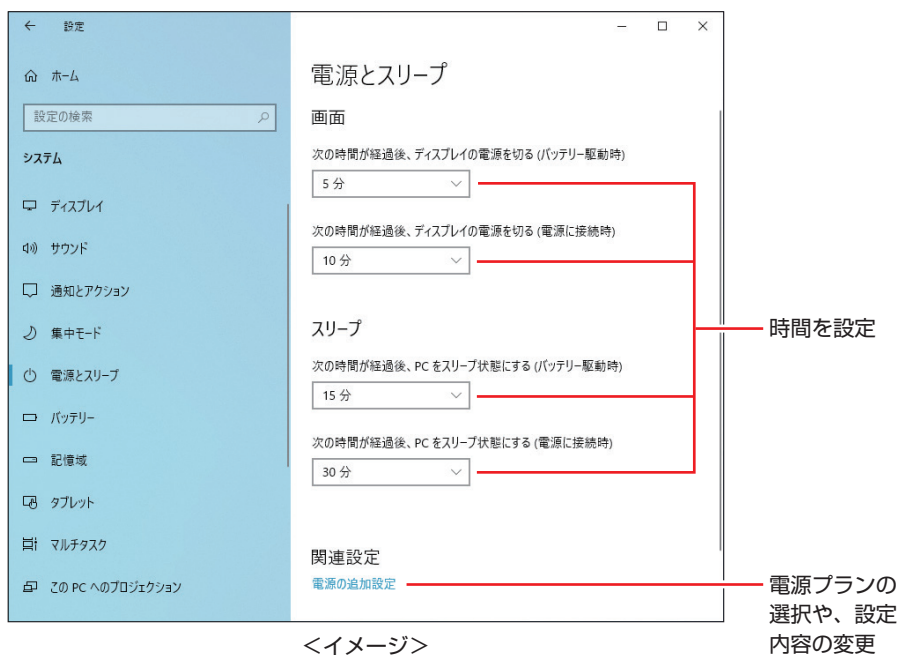 設定
ホーム
設定の検索
システム
ディスプレイ
サウンド
通知とアクション
集中モード
電源とスリープ
バッテリー
記憶域
タブレット
マルチタスク
この PC へのプロジェクション
電源とスリープ
画面
次の時間が経過後、ディスプレイの電源を切る (バッテリー駆動時)
5 分
次の時間が経過後、ディスプレイの電源を切る (電源に接続時)
10 分
スリープ
次の時間が経過後、PC をスリープ状態にする (バッテリー駆動時)
15 分
次の時間が経過後、PC をスリープ状態にする (電源に接続時)
30 分
関連設定
電源の追加設定
時間を設定
電源プランの
選択や、設定
内容の変更
＜イメージ＞